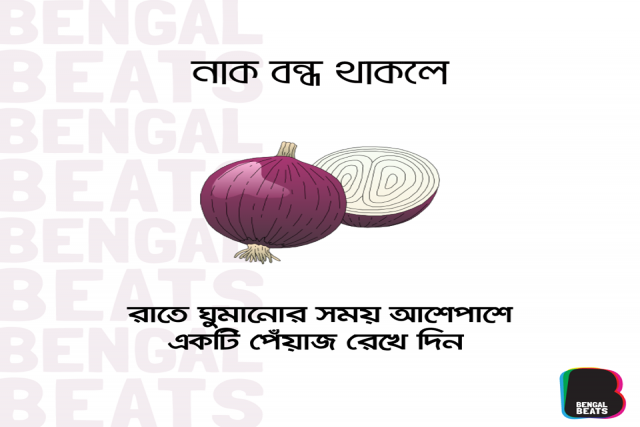 BENGAL
BEATS
BENGAL
BEATS
BENGAL
BEATS
BENGAL
BEATS
নাক বন্ধ থাকলে
রাতে ঘুমানোর সময় আশেপাশে
একটি পেঁয়াজ রেখে দিন
BENGAL
BEATS